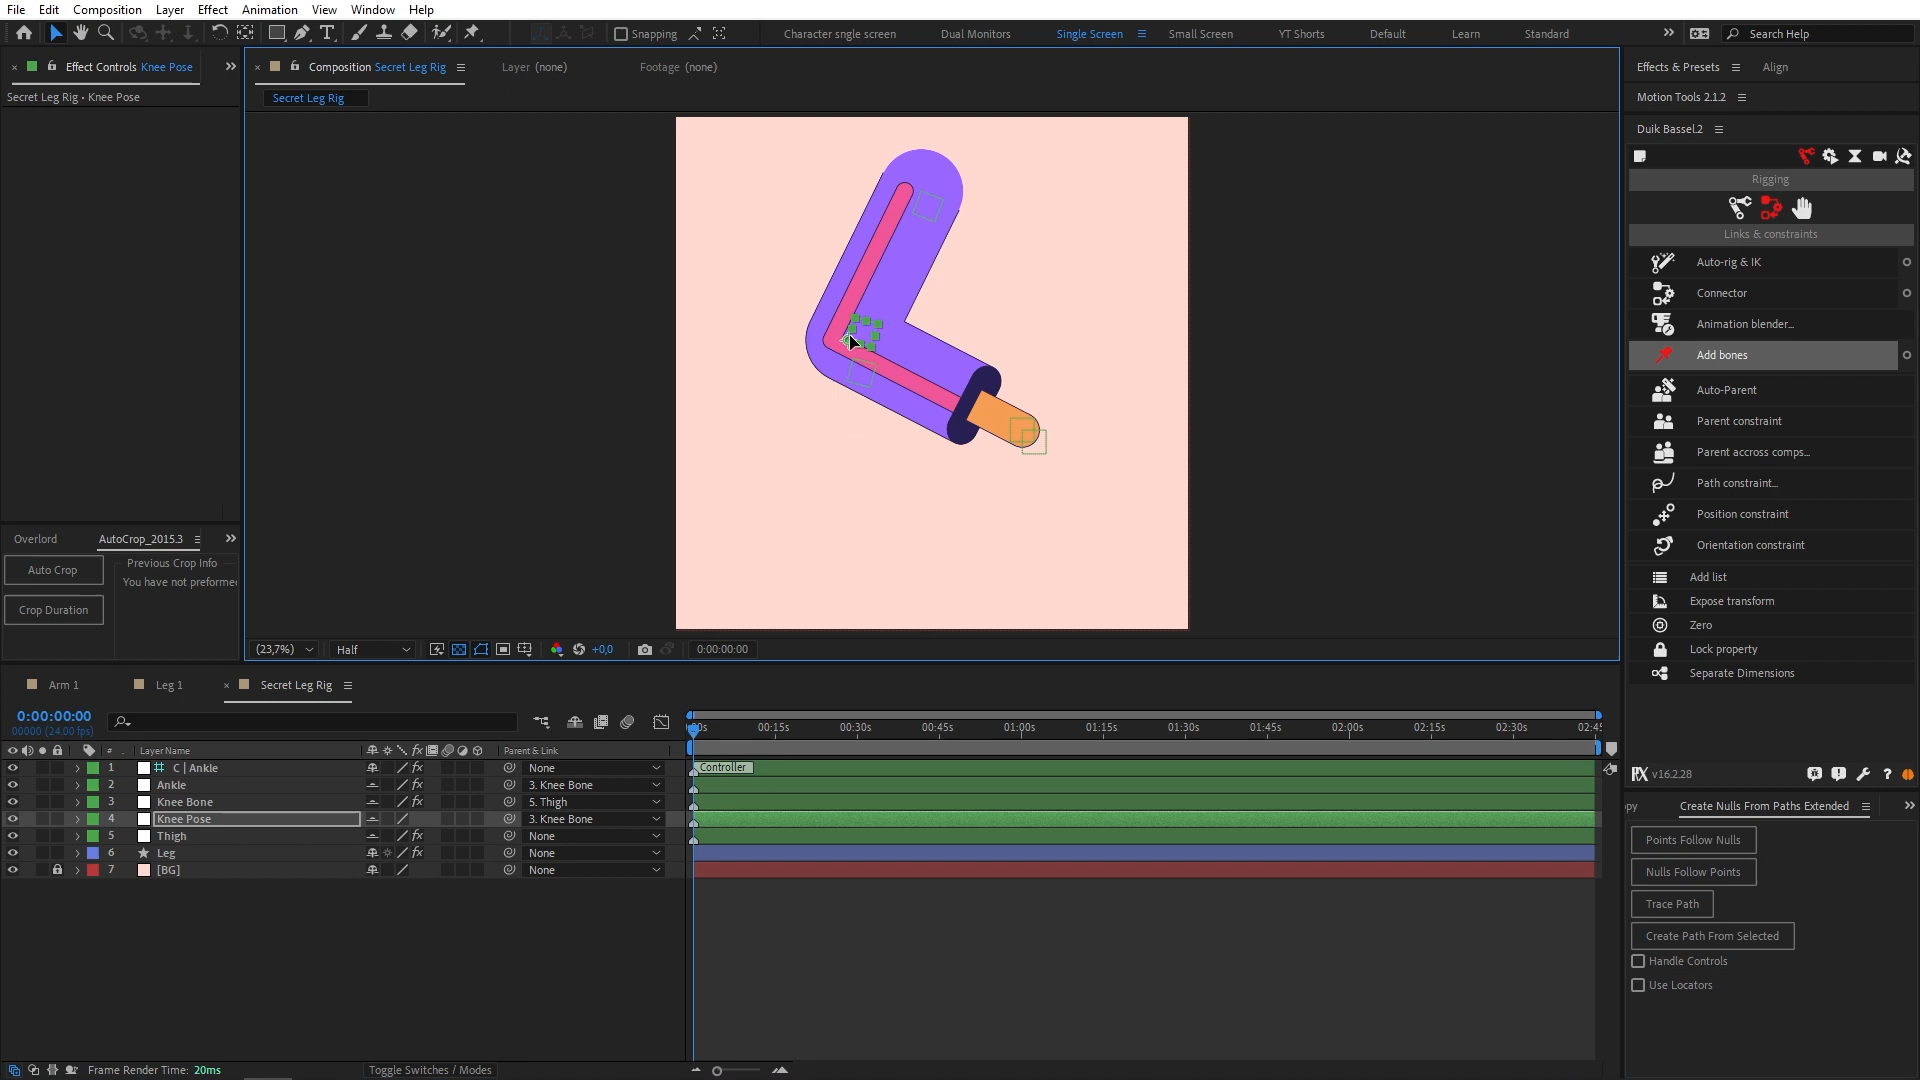 File Edit Composition Layer Effect Animation View Window Help
Snapping
Character sngle screen Dual Monitors Single Screen Small Screen YT Shorts Default Learn Standard
Search Help
Effect Controls Knee Pose
Secret Leg Rig • Knee Pose
Composition Secret Leg Rig
Layer (none)
Footage (none)
Secret Leg Rig
Effects & Presets
Align
Motion Tools 2.1.2
Duik Bassel.2
Rigging
Links & constraints
Auto-rig & IK
Connector
Animation blender...
Add bones
Auto-Parent
Parent constraint
Parent accross comps...
Path constraint...
Position constraint
Orientation constraint
Add list
Expose transform
Zero
Lock property
Separate Dimensions
v16.2.28
?
Overlord
AutoCrop_2015.3
Auto Crop
Crop Duration
Previous Crop Info
You have not preforme
(23,7%)
Half
+0,0
0:00:00:00
Arm 1
Leg 1
Secret Leg Rig
0:00:00:00
00000 (24.00 fps)
00s 00:15s 00:30s 00:45s 01:00s 01:15s 01:30s 01:45s 02:00s 02:15s 02:30s 02:45
# Layer Name Parent & Link
1 C | Ankle None Controller
2 Ankle 3. Knee Bone
3 Knee Bone 5. Thigh
4 Knee Pose 3. Knee Bone
5 Thigh None
6 Leg None
7 [BG] None
opy
Create Nulls From Paths Extended
Points Follow Nulls
Nulls Follow Points
Trace Path
Create Path From Selected
Handle Controls
Use Locators
Frame Render Time: 20ms
Toggle Switches / Modes